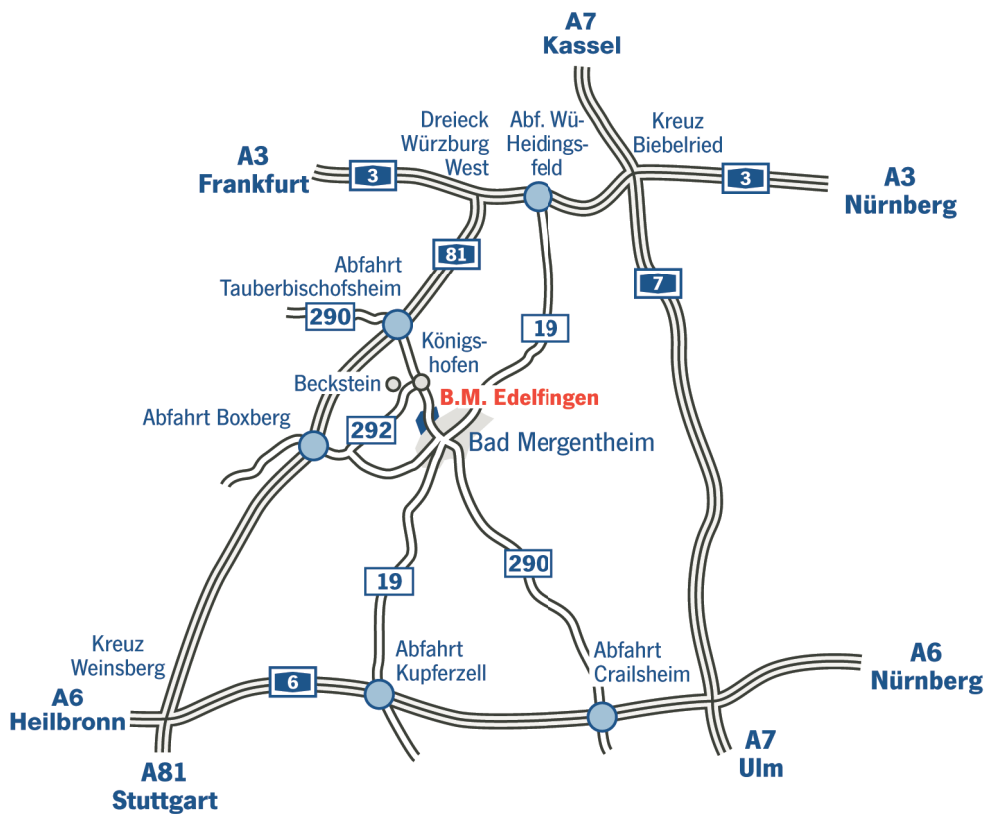 A7
Kassel
Dreieck
Würzburg
West
Abf. Wü-
Heidings-
feld
Kreuz
Biebelried
A3
Frankfurt
3
3
A3
Nürnberg
81
Abfahrt
Tauberbischofsheim
7
290
19
Königs-
hofen
Beckstein
B.M. Edelfingen
Abfahrt Boxberg
292
Bad Mergentheim
290
19
Kreuz
Weinsberg
Abfahrt
Kupferzell
Abfahrt
Crailsheim
A6
Nürnberg
6
A6
Heilbronn
A7
Ulm
A81
Stuttgart